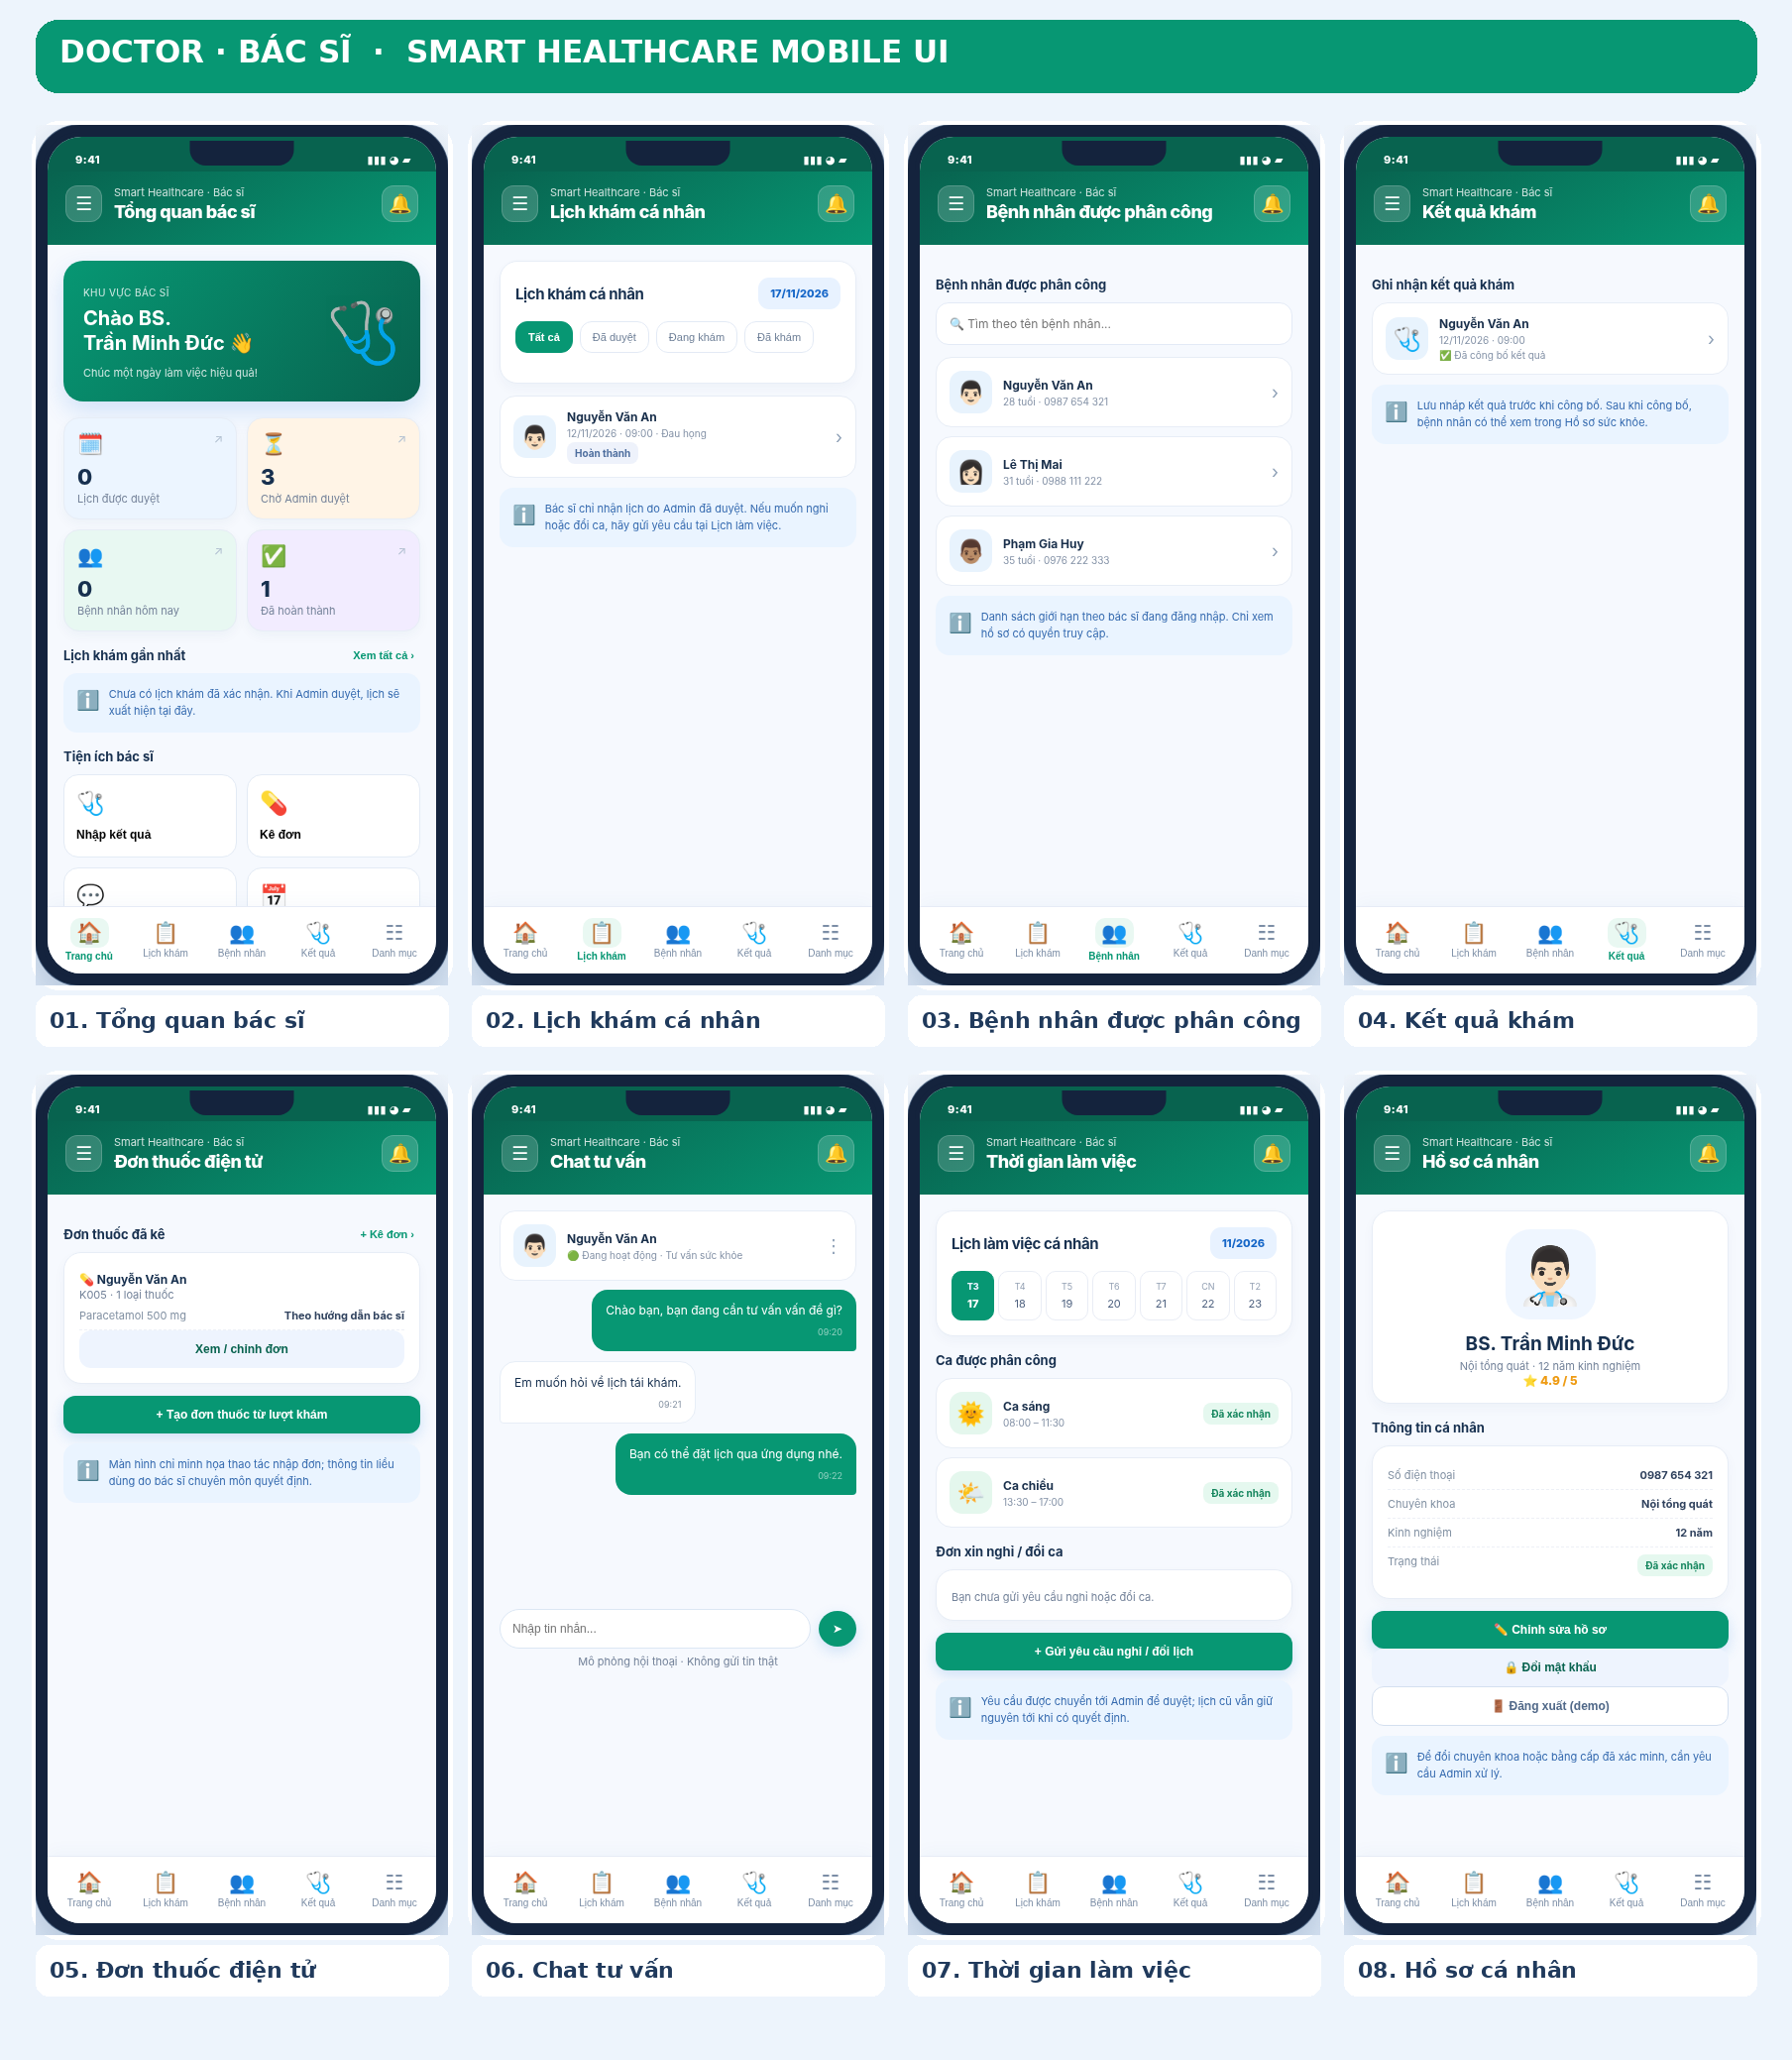 DOCTOR · BÁC SĨ · SMART HEALTHCARE MOBILE UI
9:41
Smart Healthcare · Bác sĩ
Tổng quan bác sĩ
KHU VỰC BÁC SĨ
Chào BS.
Trần Minh Đức 👋
Chúc một ngày làm việc hiệu quả!
0
Lịch được duyệt
3
Chờ Admin duyệt
0
Bệnh nhân hôm nay
1
Đã hoàn thành
Lịch khám gần nhất
Xem tất cả ›
Chưa có lịch khám đã xác nhận. Khi Admin duyệt, lịch sẽ
xuất hiện tại đây.
Tiện ích bác sĩ
Nhập kết quả
Kê đơn
Trang chủ
Lịch khám
Bệnh nhân
Kết quả
Danh mục
01. Tổng quan bác sĩ
9:41
Smart Healthcare · Bác sĩ
Lịch khám cá nhân
Lịch khám cá nhân
17/11/2026
Tất cả
Đã duyệt
Đang khám
Đã khám
Nguyễn Văn An
12/11/2026 · 09:00 · Đau họng
Hoàn thành
Bác sĩ chỉ nhận lịch do Admin đã duyệt. Nếu muốn nghỉ
hoặc đổi ca, hãy gửi yêu cầu tại Lịch làm việc.
Trang chủ
Lịch khám
Bệnh nhân
Kết quả
Danh mục
02. Lịch khám cá nhân
9:41
Smart Healthcare · Bác sĩ
Bệnh nhân được phân công
Bệnh nhân được phân công
🔍 Tìm theo tên bệnh nhân...
Nguyễn Văn An
28 tuổi · 0987 654 321
Lê Thị Mai
31 tuổi · 0988 111 222
Phạm Gia Huy
35 tuổi · 0976 222 333
Danh sách giới hạn theo bác sĩ đang đăng nhập. Chỉ xem
hồ sơ có quyền truy cập.
Trang chủ
Lịch khám
Bệnh nhân
Kết quả
Danh mục
03. Bệnh nhân được phân công
9:41
Smart Healthcare · Bác sĩ
Kết quả khám
Ghi nhận kết quả khám
Nguyễn Văn An
12/11/2026 · 09:00
✅ Đã công bố kết quả
Lưu nháp kết quả trước khi công bố. Sau khi công bố,
bệnh nhân có thể xem trong Hồ sơ sức khỏe.
Trang chủ
Lịch khám
Bệnh nhân
Kết quả
Danh mục
04. Kết quả khám
9:41
Smart Healthcare · Bác sĩ
Đơn thuốc điện tử
Đơn thuốc đã kê
+ Kê đơn ›
💊 Nguyễn Văn An
K005 · 1 loại thuốc
Paracetamol 500 mg
Theo hướng dẫn bác sĩ
Xem / chỉnh đơn
+ Tạo đơn thuốc từ lượt khám
Màn hình chỉ minh họa thao tác nhập đơn; thông tin liều
dùng do bác sĩ chuyên môn quyết định.
Trang chủ
Lịch khám
Bệnh nhân
Kết quả
Danh mục
05. Đơn thuốc điện tử
9:41
Smart Healthcare · Bác sĩ
Chat tư vấn
Nguyễn Văn An
🟢 Đang hoạt động · Tư vấn sức khỏe
Chào bạn, bạn đang cần tư vấn vấn đề gì?
09:20
Em muốn hỏi về lịch tái khám.
09:21
Bạn có thể đặt lịch qua ứng dụng nhé.
09:22
Nhập tin nhắn...
Mô phỏng hội thoại · Không gửi tin thật
Trang chủ
Lịch khám
Bệnh nhân
Kết quả
Danh mục
06. Chat tư vấn
9:41
Smart Healthcare · Bác sĩ
Thời gian làm việc
Lịch làm việc cá nhân
11/2026
T3
17
T4
18
T5
19
T6
20
T7
21
CN
22
T2
23
Ca được phân công
Ca sáng
08:00 – 11:30
Đã xác nhận
Ca chiều
13:30 – 17:00
Đã xác nhận
Đơn xin nghỉ / đổi ca
Bạn chưa gửi yêu cầu nghỉ hoặc đổi ca.
+ Gửi yêu cầu nghỉ / đổi lịch
Yêu cầu được chuyển tới Admin để duyệt; lịch cũ vẫn giữ
nguyên tới khi có quyết định.
Trang chủ
Lịch khám
Bệnh nhân
Kết quả
Danh mục
07. Thời gian làm việc
9:41
Smart Healthcare · Bác sĩ
Hồ sơ cá nhân
BS. Trần Minh Đức
Nội tổng quát · 12 năm kinh nghiệm
⭐ 4.9 / 5
Thông tin cá nhân
Số điện thoại
0987 654 321
Chuyên khoa
Nội tổng quát
Kinh nghiệm
12 năm
Trạng thái
Đã xác nhận
✏️ Chỉnh sửa hồ sơ
🔒 Đổi mật khẩu
🚪 Đăng xuất (demo)
Để đổi chuyên khoa hoặc bằng cấp đã xác minh, cần yêu
cầu Admin xử lý.
Trang chủ
Lịch khám
Bệnh nhân
Kết quả
Danh mục
08. Hồ sơ cá nhân